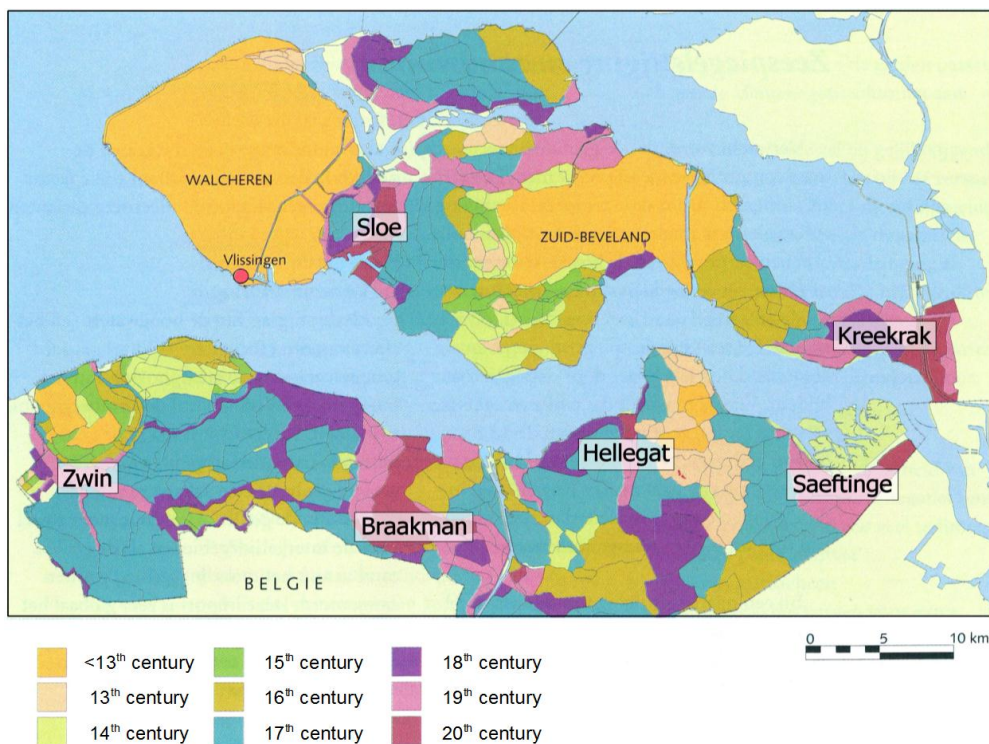 WALCHEREN
Sloe
Vlissingen
ZUID-BEVELAND
Kreekrak
Zwin
Hellegat
Saeftinge
Braakman
BELGIE
<13th century
15th century
18th century
13th century
16th century
19th century
14th century
17th century
20th century
0 5 10 km